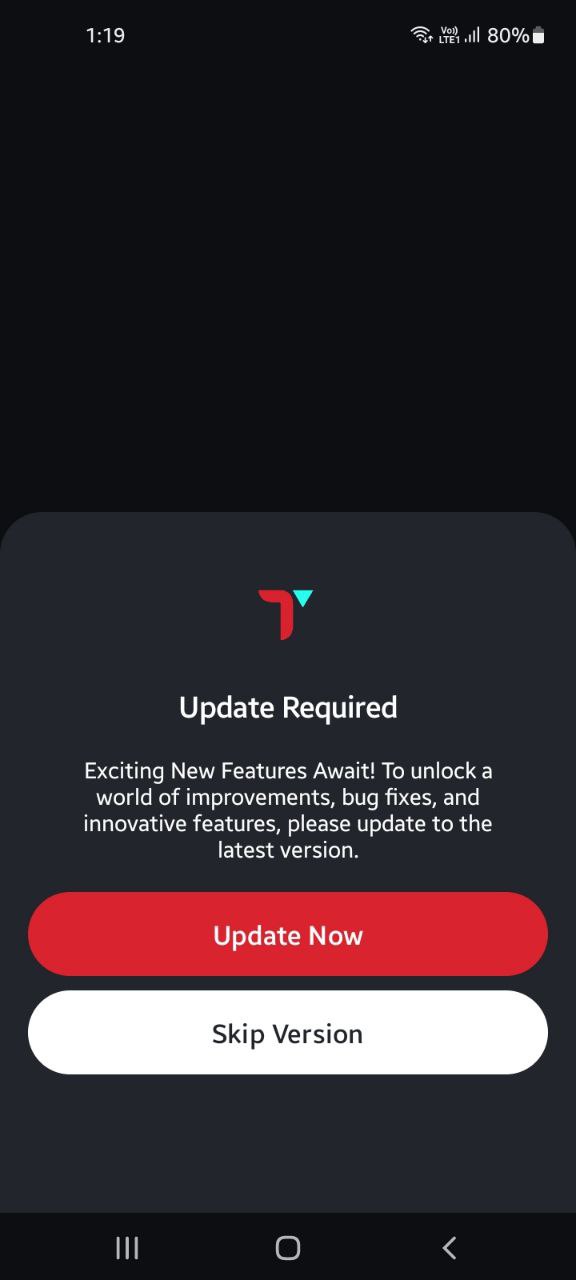 1:19
Vo)) LTE1 80%
Update Required
Exciting New Features Await! To unlock a
world of improvements, bug fixes, and
innovative features, please update to the
latest version.
Update Now
Skip Version